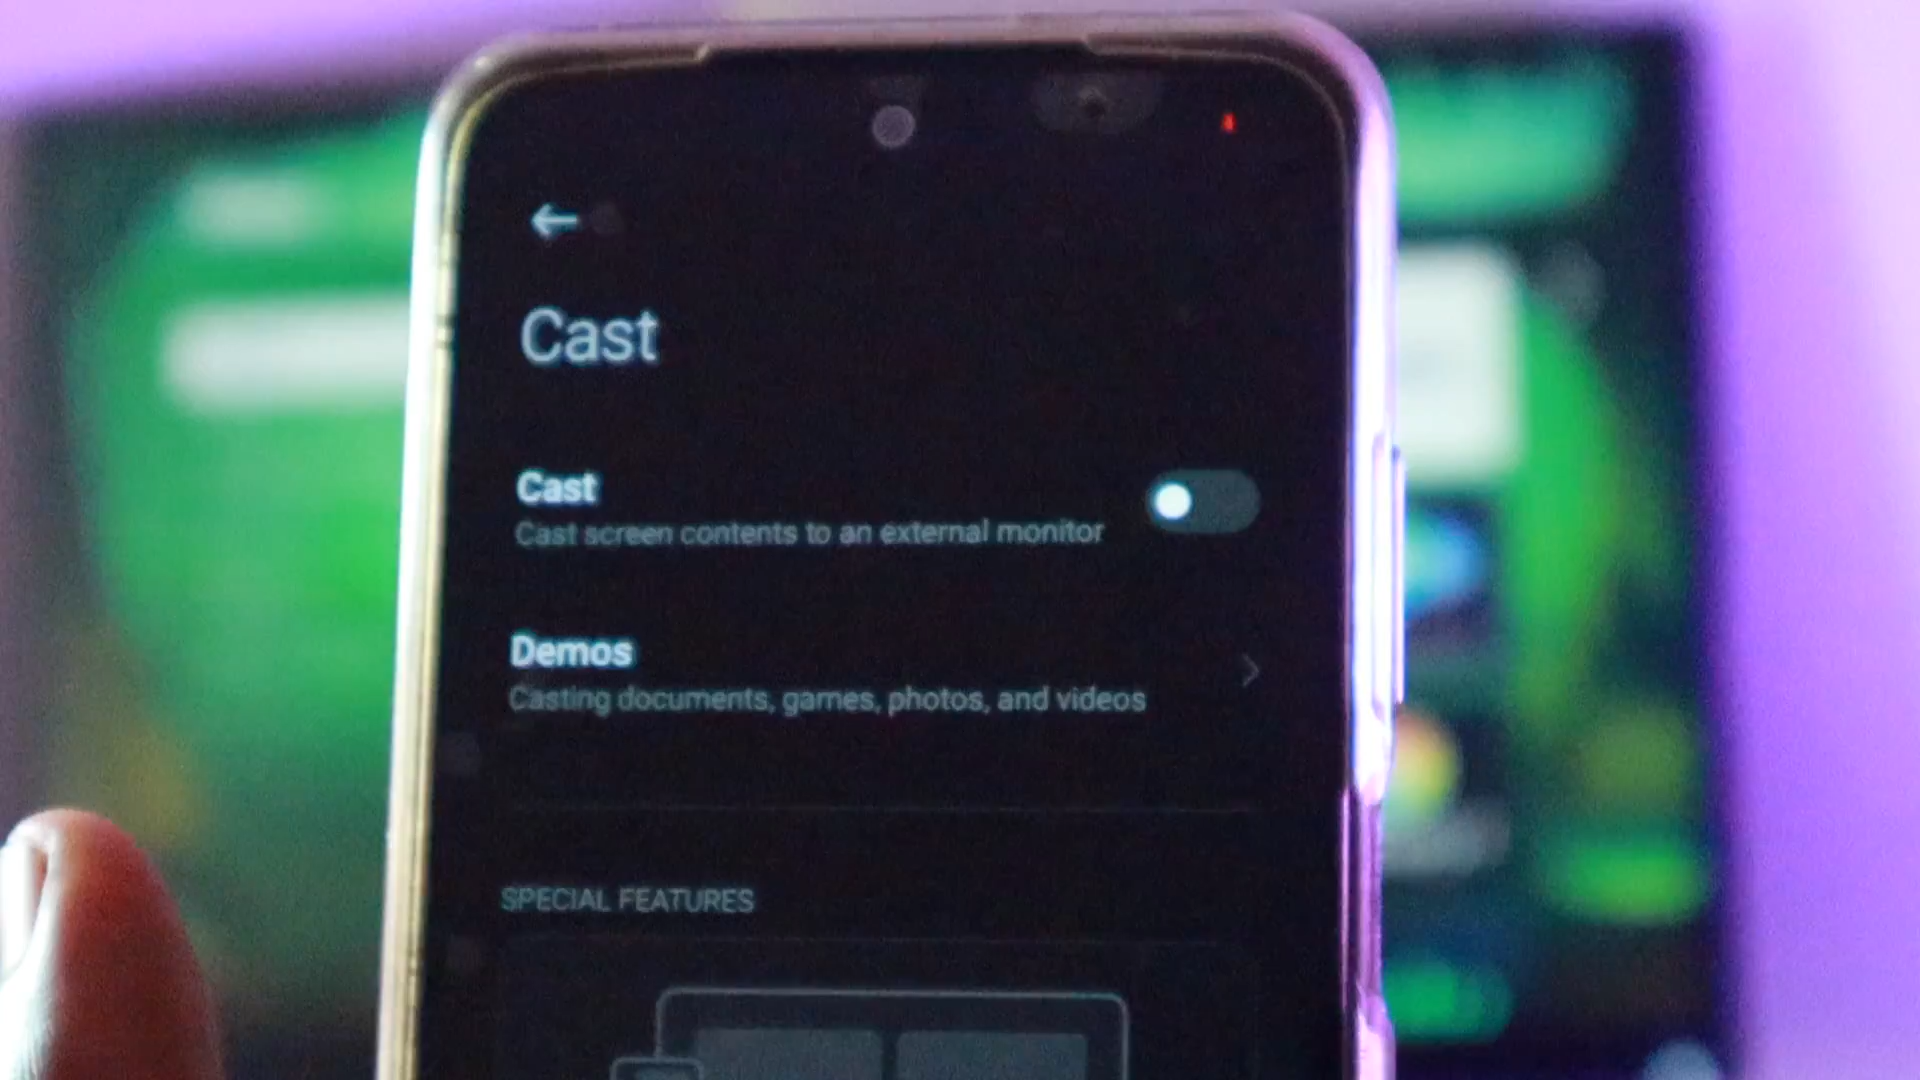 Cast
Cast
Cast screen contents to an external monitor
Demos
Casting documents, games, photos, and videos
SPECIAL FEATURES